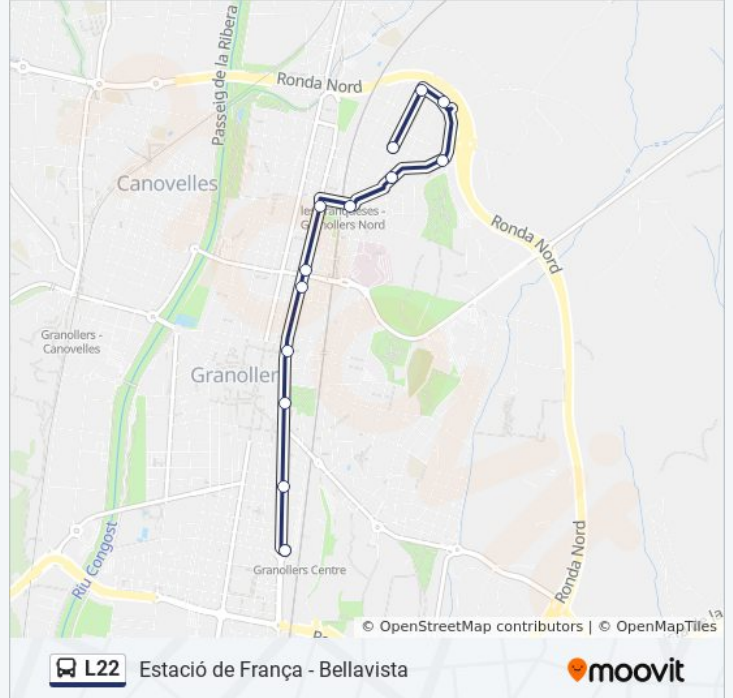 Passeig de la Ribera
Ronda Nord
Canovelles
les Franqueses -
Granollers Nord
Ronda Nord
Granollers -
Canovelles
Granoller
Riu Congost
Granollers Centre
Ronda Nord
© OpenStreetMap contributors | © OpenMapTiles
L22 Estació de França - Bellavista
moovit